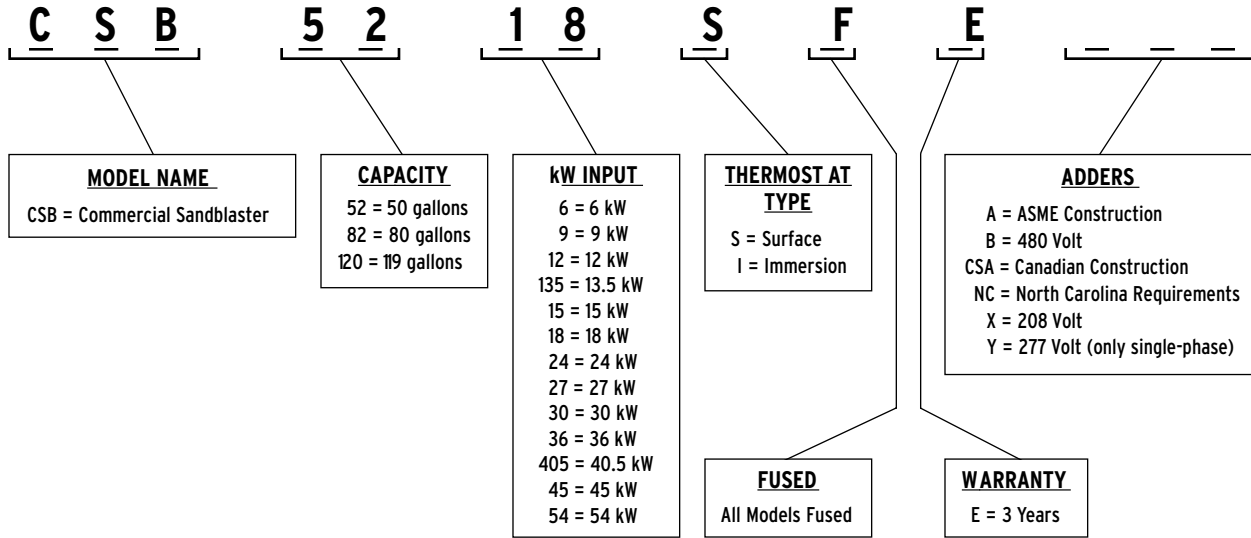 C S B 5 2 1 8 S F E
MODEL NAME
CSB = Commercial Sandblaster
CAPACITY
52 = 50 gallons
82 = 80 gallons
120 = 119 gallons
kW INPUT
6 = 6 kW
9 = 9 kW
12 = 12 kW
135 = 13.5 kW
15 = 15 kW
18 = 18 kW
24 = 24 kW
27 = 27 kW
30 = 30 kW
36 = 36 kW
405 = 40.5 kW
45 = 45 kW
54 = 54 kW
THERMOST AT
TYPE
S = Surface
I = Immersion
FUSED
All Models Fused
WARRANTY
E = 3 Years
ADDERS
A = ASME Construction
B = 480 Volt
CSA = Canadian Construction
NC = North Carolina Requirements
X = 208 Volt
Y = 277 Volt (only single-phase)